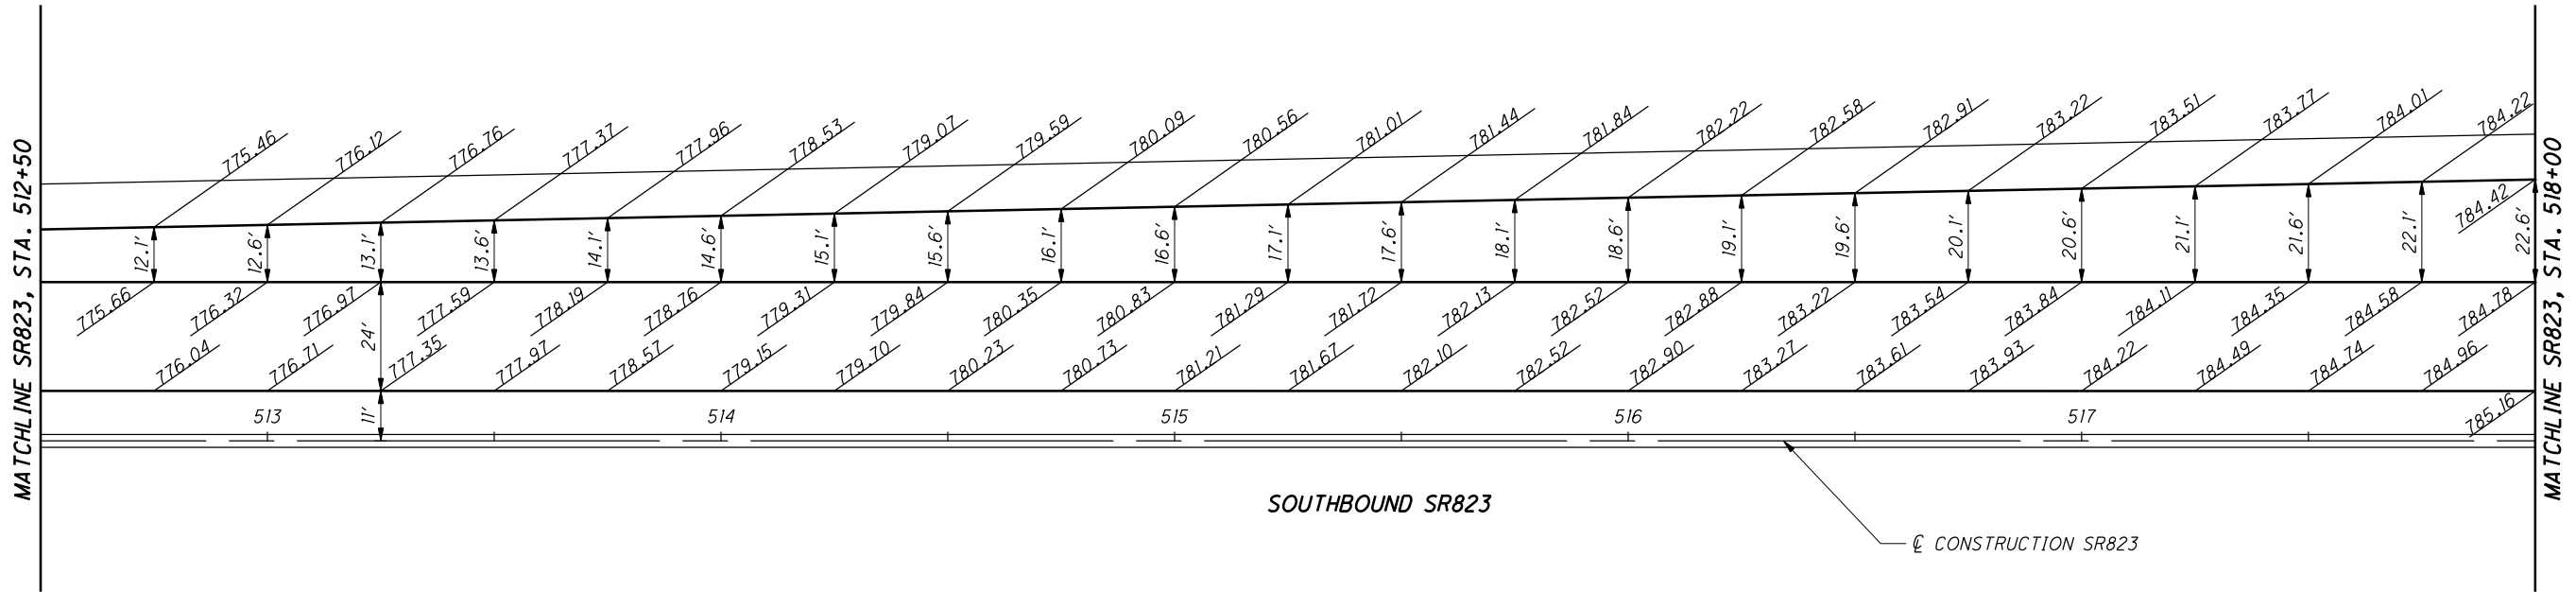 MATCHLINE SR823, STA. 512+50
775.46 776.12 776.76 777.37 777.96 778.53 779.07 779.59 780.09 780.56 781.01 781.44 781.84 782.22 782.58 782.91 783.22 783.51 783.77 784.01 784.22
784.42
12.1' 12.6' 13.1' 13.6' 14.1' 14.6' 15.1' 15.6' 16.1' 16.6' 17.1' 17.6' 18.1' 18.6' 19.1' 19.6' 20.1' 20.6' 21.1' 21.6' 22.1' 22.6'
775.66 776.32 776.97 777.59 778.19 778.76 779.31 779.84 780.35 780.83 781.29 781.72 782.13 782.52 782.88 783.22 783.54 783.84 784.11 784.35 784.58 784.78
24'
776.04 776.71 777.35 777.97 778.57 779.15 779.70 780.23 780.73 781.21 781.67 782.10 782.52 782.90 783.27 783.61 783.93 784.22 784.49 784.74 784.96
785.16
11'
513 514 515 516 517
SOUTHBOUND SR823
℄ CONSTRUCTION SR823
MATCHLINE SR823, STA. 518+00